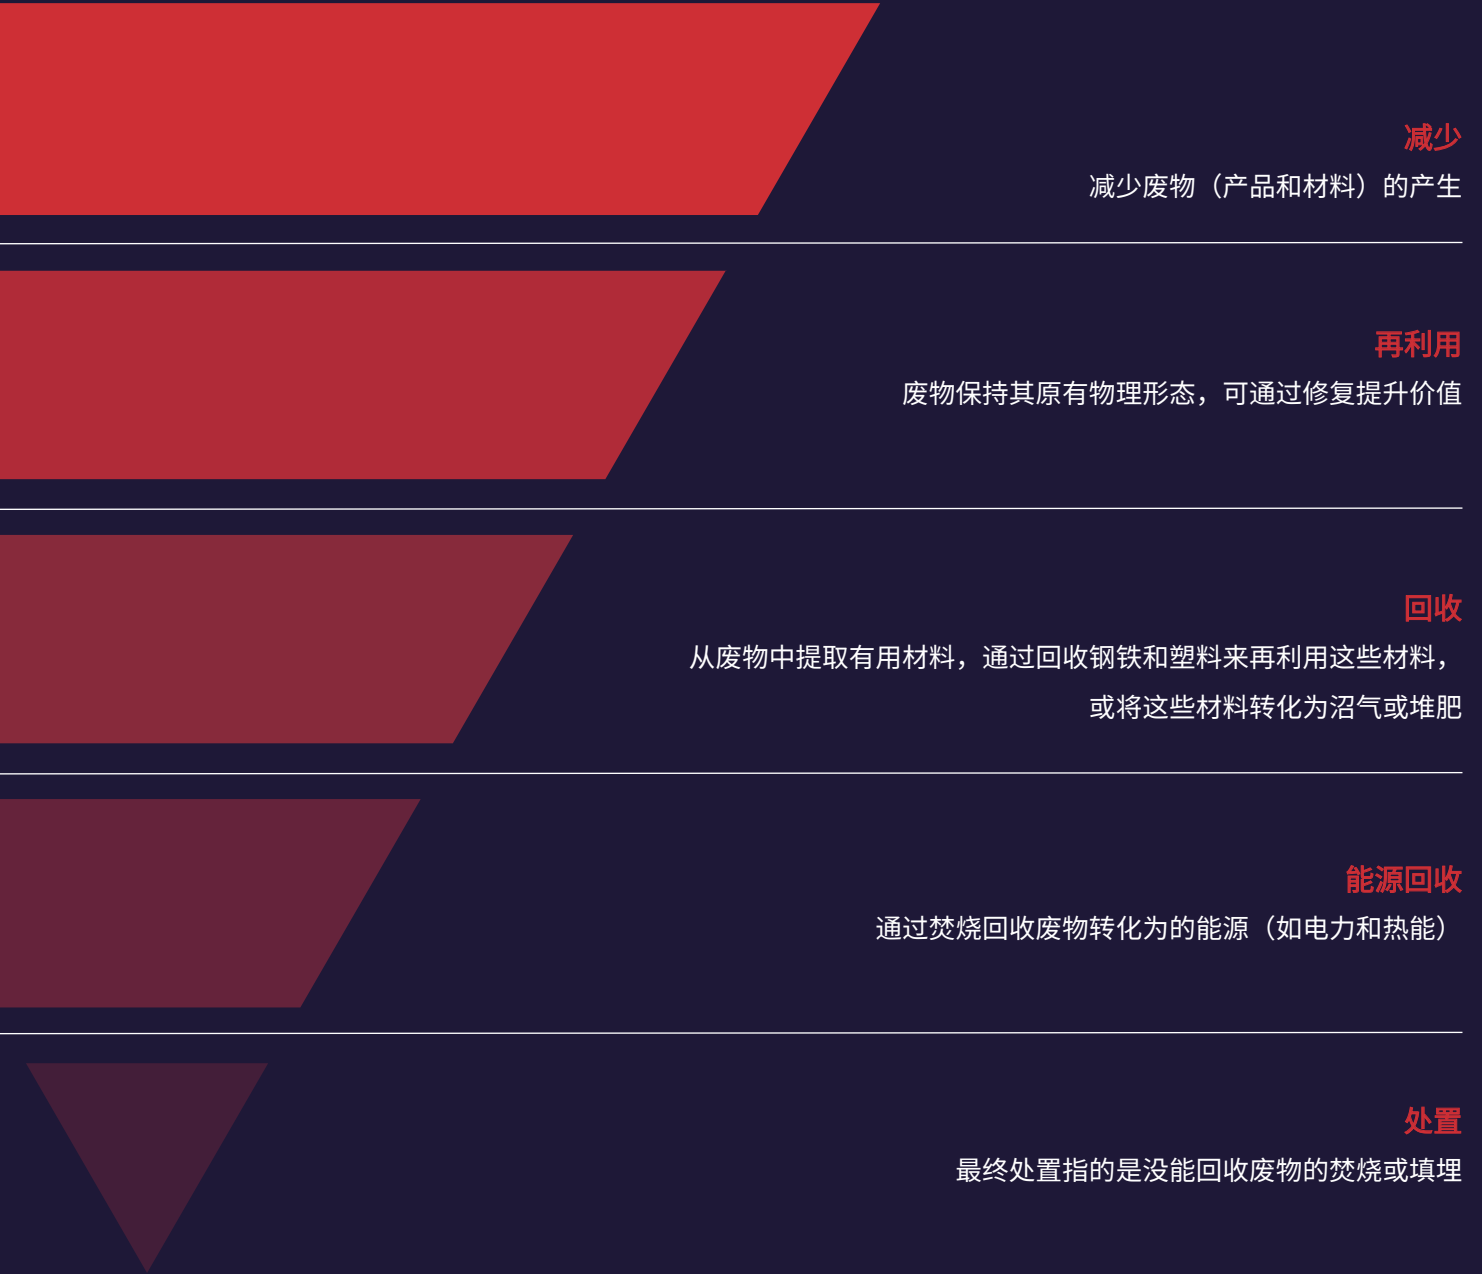 减少
减少废物（产品和材料）的产生
再利用
废物保持其原有物理形态，可通过修复提升价值
回收
从废物中提取有用材料，通过回收钢铁和塑料来再利用这些材料，
或将这些材料转化为沼气或堆肥
能源回收
通过焚烧回收废物转化为的能源（如电力和热能）
处置
最终处置指的是没能回收废物的焚烧或填埋